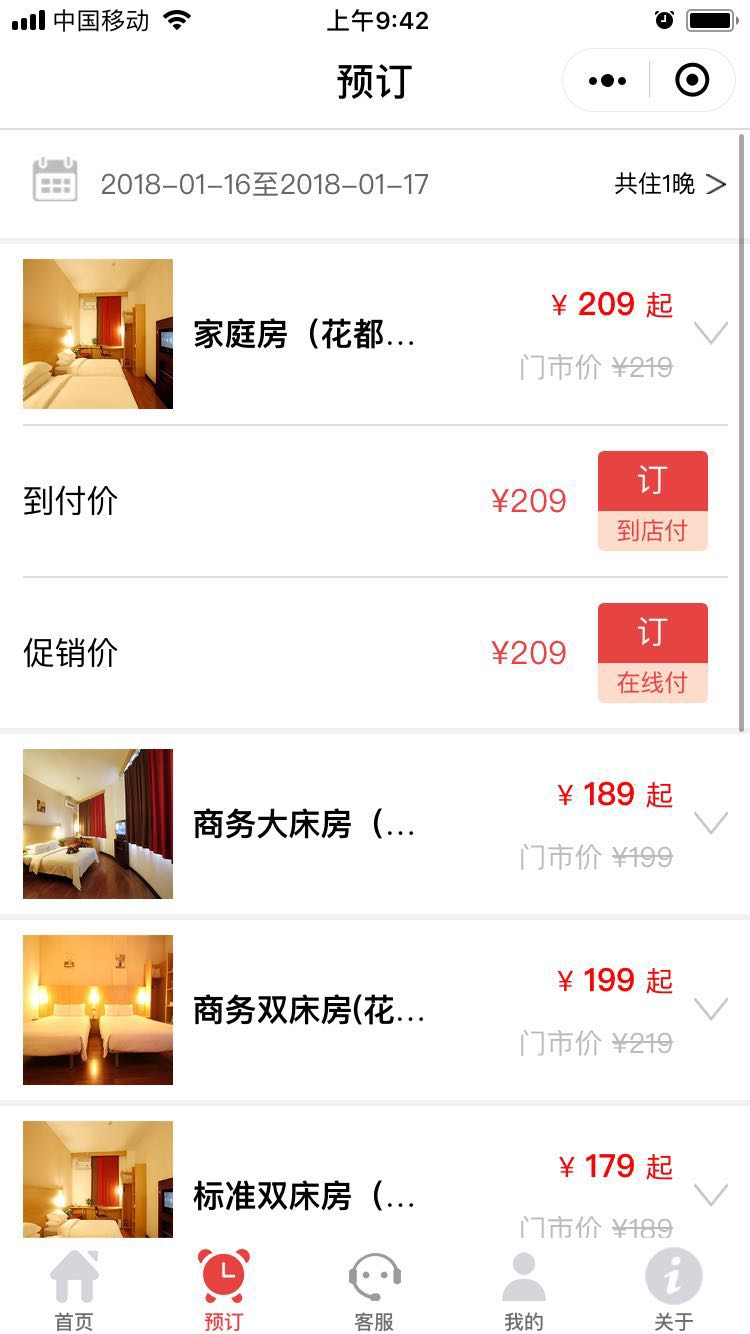 中国移动 上午9:42
预订
2018-01-16至2018-01-17 共住1晚 >
¥ 209 起
家庭房（花都...
门市价 ¥219
到付价 ¥209 订
到店付
促销价 ¥209 订
在线付
¥ 189 起
商务大床房（...
门市价 ¥199
¥ 199 起
商务双床房(花...
门市价 ¥219
¥ 179 起
标准双床房（...
门市价 ¥189
首页 预订 客服 我的 关于